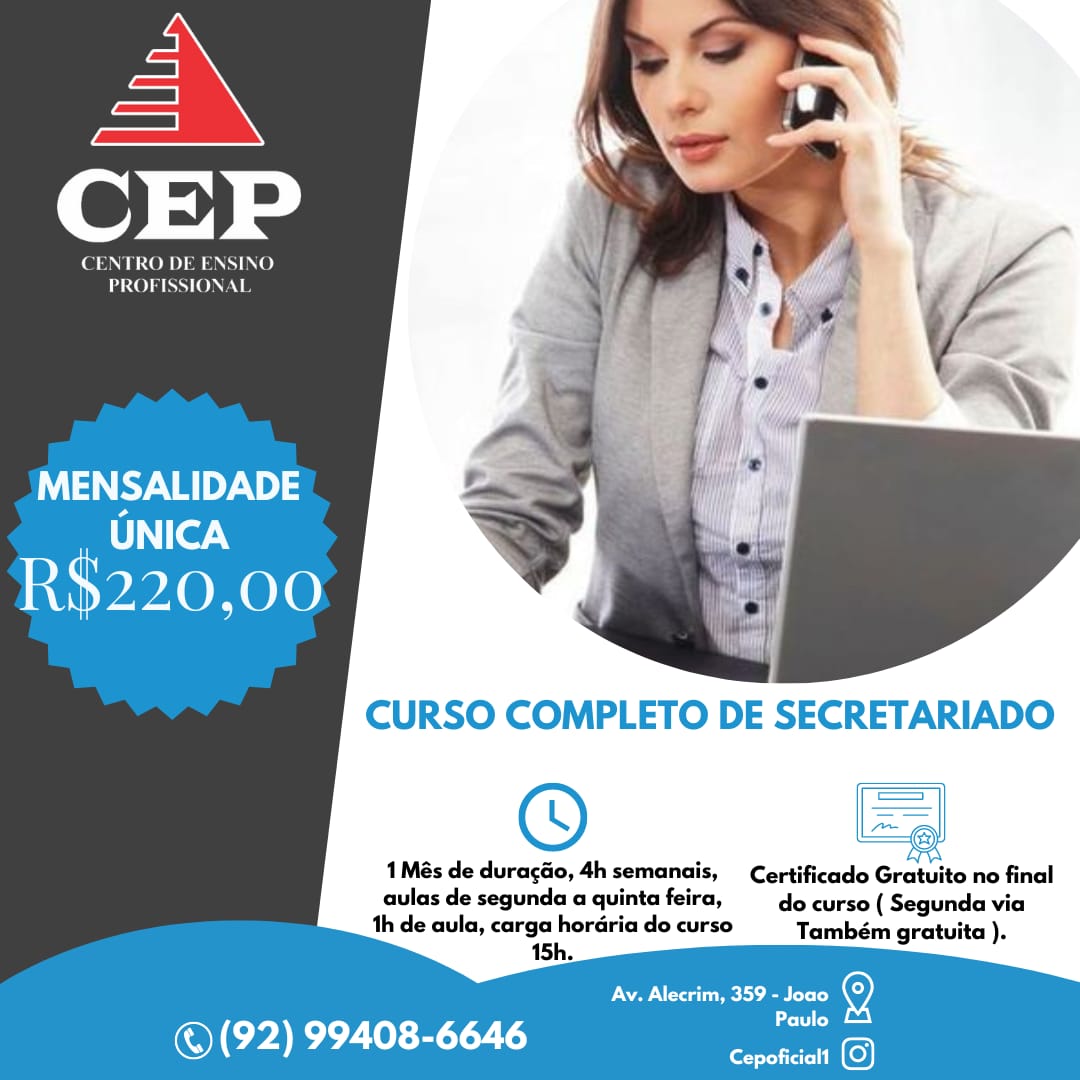 CEP
CENTRO DE ENSINO
PROFISSIONAL
MENSALIDADE
ÚNICA
R$220,00
CURSO COMPLETO DE SECRETARIADO
1 Mês de duração, 4h semanais,
aulas de segunda a quinta feira,
1h de aula, carga horária do curso
15h.
Certificado Gratuito no final
do curso ( Segunda via
Também gratuita ).
(92) 99408-6646
Av. Alecrim, 359 - Joao
Paulo
Cepoficial1